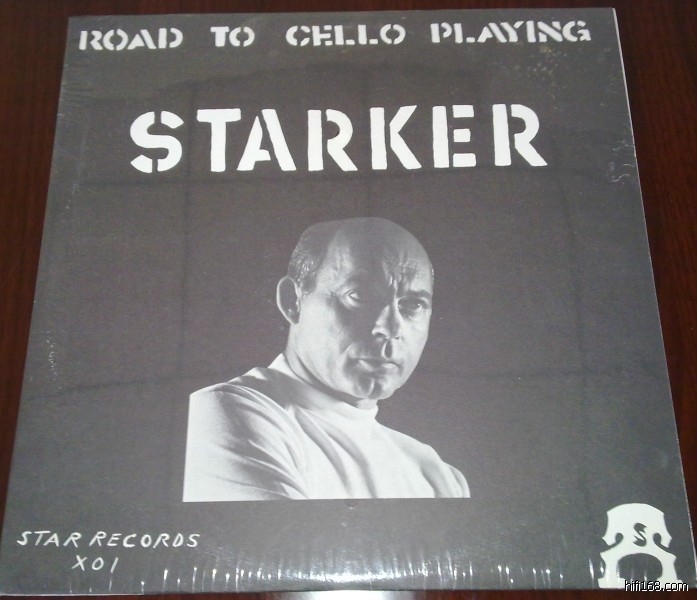 ROAD TO CELLO PLAYING
STARKER
STAR RECORDS
X01
S
hifi168.com